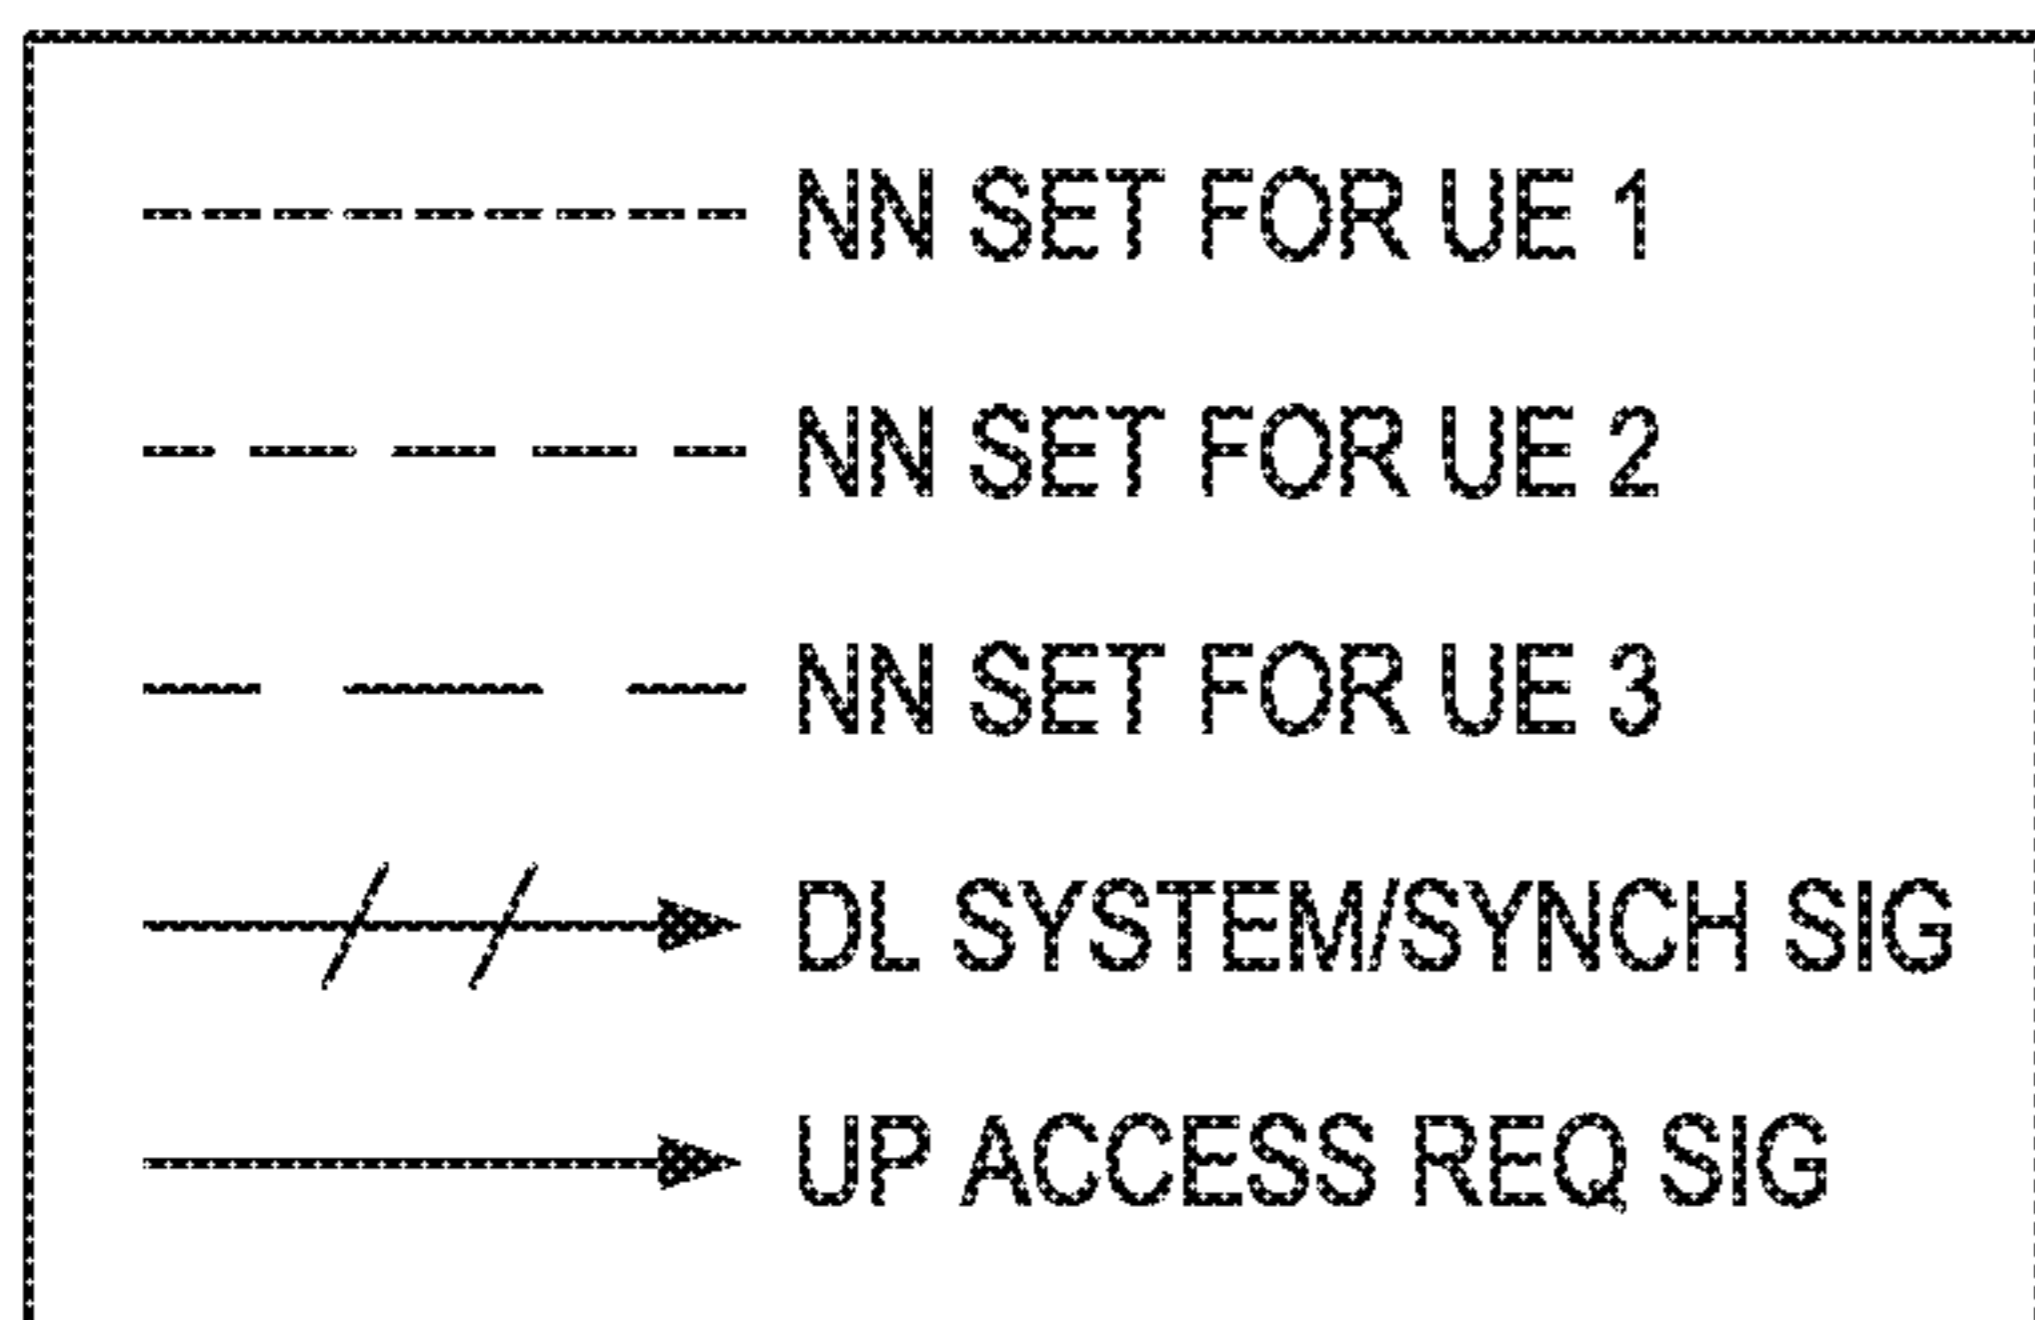 NN SET FOR UE 1
NN SET FOR UE 2
NN SET FOR UE 3
DL SYSTEM/SYNCH SIG
UP ACCESS REQ SIG